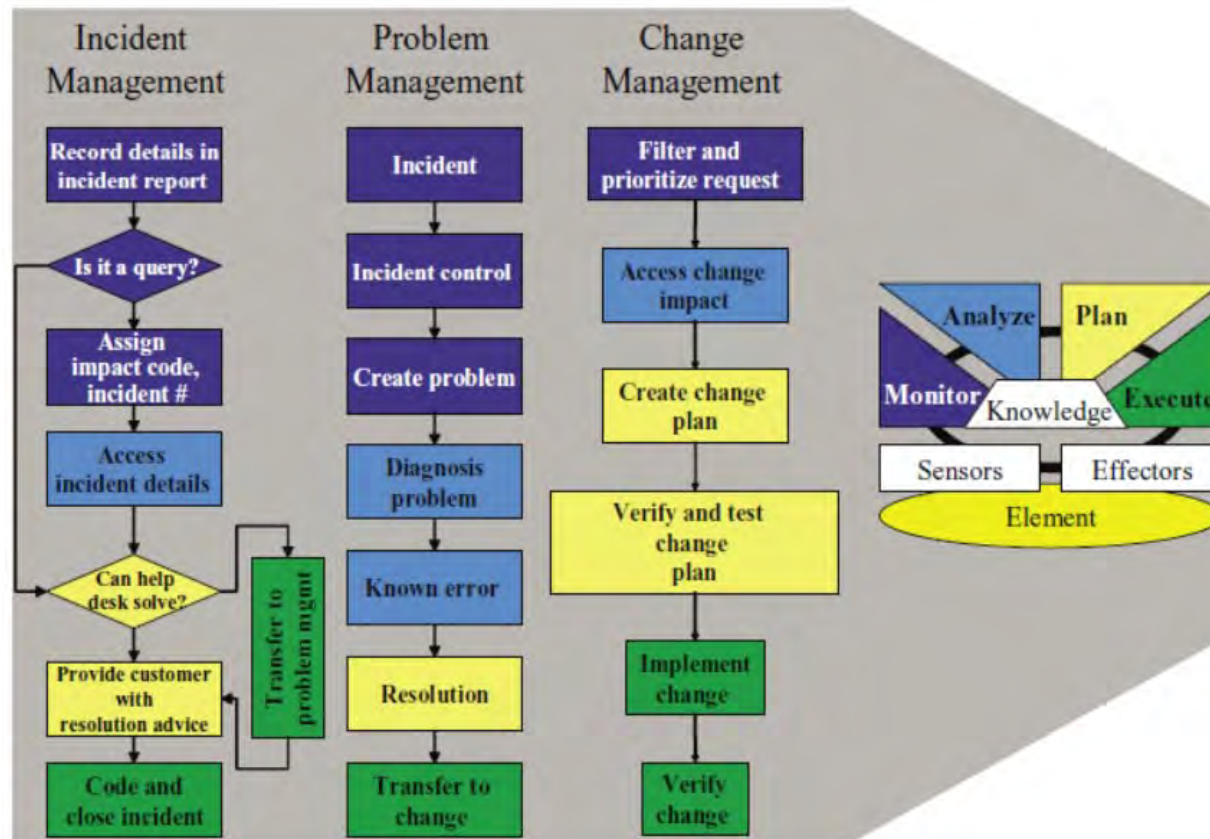 Incident
Management
Record details in
incident report
Is it a query?
Assign
impact code,
incident #
Access
incident details
Can help
desk solve?
Transfer to
problem mgmt
Provide customer
with
resolution advice
Code and
close incident
Problem
Management
Incident
Incident control
Create problem
Diagnosis
problem
Known error
Resolution
Transfer to
change
Change
Management
Filter and
prioritize request
Access change
impact
Create change
plan
Verify and test
change
plan
Implement
change
Verify
change
Analyze
Plan
Monitor
Knowledge
Execute
Sensors
Effectors
Element